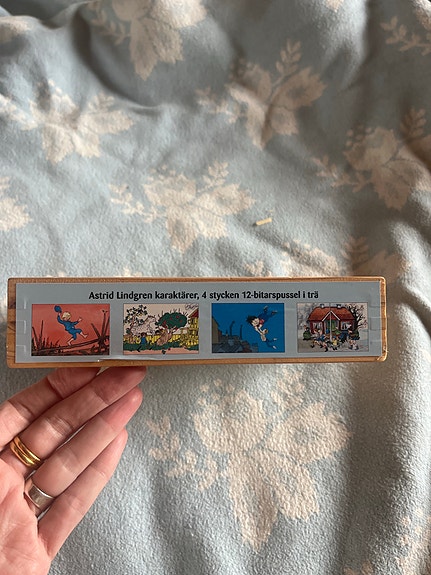 Astrid Lindgren karaktärer, 4 stycken 12-bitarspussel i trä